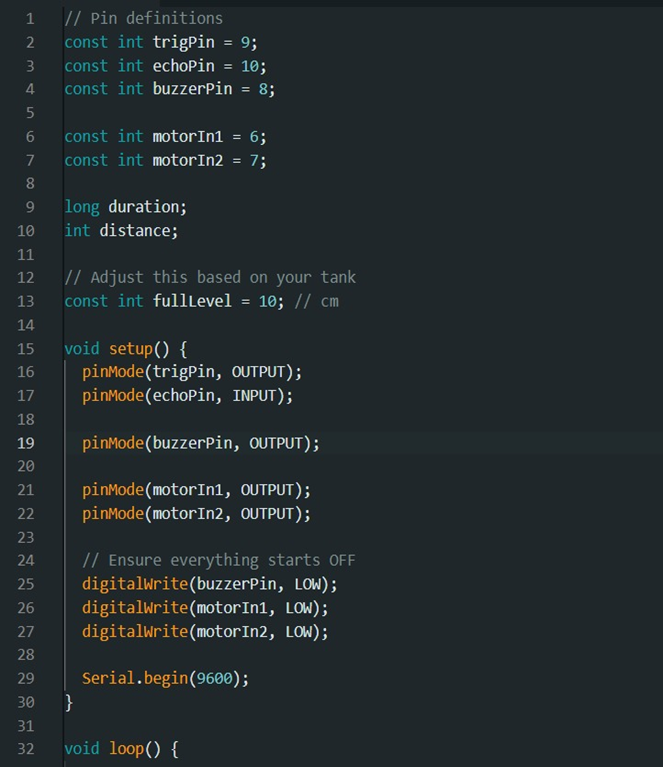 1 // Pin definitions
2 const int trigPin = 9;
3 const int echoPin = 10;
4 const int buzzerPin = 8;
5
6 const int motorIn1 = 6;
7 const int motorIn2 = 7;
8
9 long duration;
10 int distance;
11
12 // Adjust this based on your tank
13 const int fullLevel = 10; // cm
14
15 void setup() {
16   pinMode(trigPin, OUTPUT);
17   pinMode(echoPin, INPUT);
18
19   pinMode(buzzerPin, OUTPUT);
20
21   pinMode(motorIn1, OUTPUT);
22   pinMode(motorIn2, OUTPUT);
23
24   // Ensure everything starts OFF
25   digitalWrite(buzzerPin, LOW);
26   digitalWrite(motorIn1, LOW);
27   digitalWrite(motorIn2, LOW);
28
29   Serial.begin(9600);
30 }
31
32 void loop() {